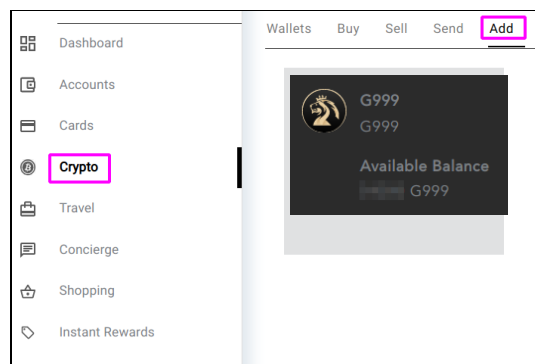 Dashboard
Accounts
Cards
Crypto
Travel
Concierge
Shopping
Instant Rewards
Wallets Buy Sell Send Add
G999
G999
Available Balance
G999